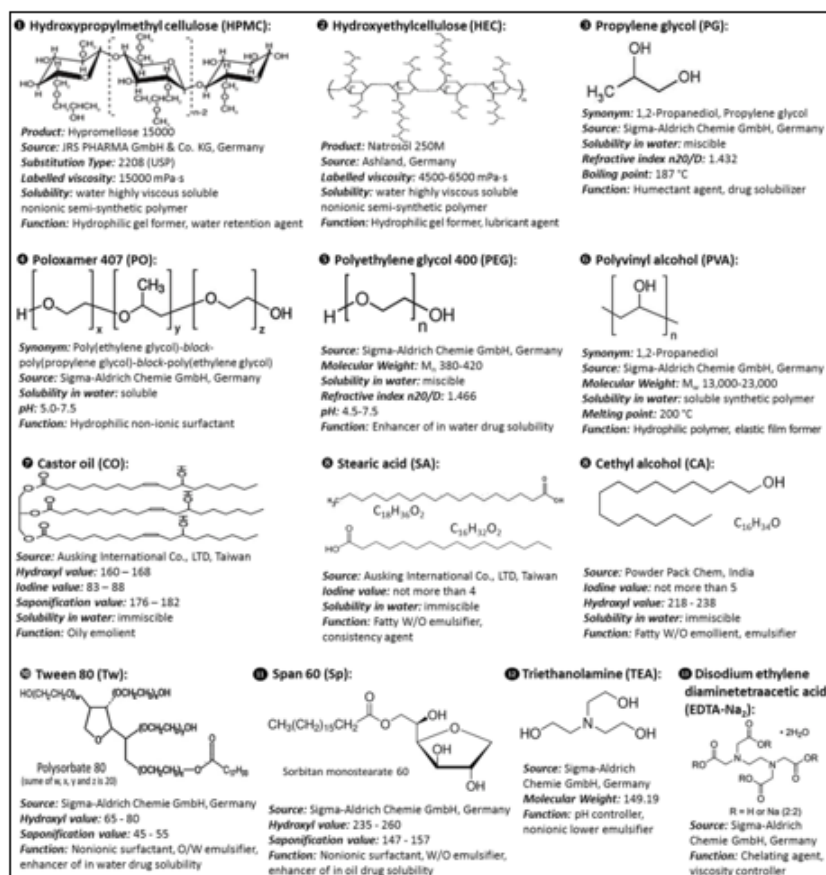 ❶ Hydroxypropylmethyl cellulose (HPMC):
Product: Hypromellose 15000
Source: JRS PHARMA GmbH & Co. KG, Germany
Substitution Type: 2208 (USP)
Labelled viscosity: 15000 mPa·s
Solubility: water highly viscous soluble
nonionic semi-synthetic polymer
Function: Hydrophilic gel former, water retention agent
❷ Hydroxyethylcellulose (HEC):
Product: Natrosol 250M
Source: Ashland, Germany
Labelled viscosity: 4500-6500 mPa·s
Solubility: water highly viscous soluble
nonionic semi-synthetic polymer
Function: Hydrophilic gel former, lubricant agent
❸ Propylene glycol (PG):
OH
OH
H₃C
Synonym: 1,2-Propanediol, Propylene glycol
Source: Sigma-Aldrich Chemie GmbH, Germany
Solubility in water: miscible
Refractive index n20/D: 1.432
Boiling point: 187 °C
Function: Humectant agent, drug solubilizer
❹ Poloxamer 407 (PO):
CH₃
H O O O OH
x y z
Synonym: Poly(ethylene glycol)-block-
poly(propylene glycol)-block-poly(ethylene glycol)
Source: Sigma-Aldrich Chemie GmbH, Germany
Solubility in water: soluble
pH: 5.0-7.5
Function: Hydrophilic non-ionic surfactant
❺ Polyethylene glycol 400 (PEG):
H O OH
n
Source: Sigma-Aldrich Chemie GmbH, Germany
Molecular Weight: Mₙ 380-420
Solubility in water: miscible
Refractive index n20/D: 1.466
pH: 4.5-7.5
Function: Enhancer of in water drug solubility
❻ Polyvinyl alcohol (PVA):
OH
n
Synonym: 1,2-Propanediol
Source: Sigma-Aldrich Chemie GmbH, Germany
Molecular Weight: Mw 13,000-23,000
Solubility in water: soluble synthetic polymer
Melting point: 200 °C
Function: Hydrophilic polymer, elastic film former
❼ Castor oil (CO):
Source: Ausking International Co., LTD, Taiwan
Hydroxyl value: 160 – 168
Iodine value: 83 – 88
Saponification value: 176 – 182
Solubility in water: immiscible
Function: Oily emolient
❽ Stearic acid (SA):
C₁₈H₃₆O₂
C₁₆H₃₂O₂
HO
Source: Ausking International Co., LTD, Taiwan
Iodine value: not more than 4
Solubility in water: immiscible
Function: Fatty W/O emulsifier,
consistency agent
Cethyl alcohol (CA):
OH
C₁₆H₃₄O
Source: Powder Pack Chem, India
Iodine value: not more than 5
Hydroxyl value: 218 - 238
Solubility in water: immiscible
Function: Fatty W/O emollient, emulsifier
❿ Tween 80 (Tw):
Polysorbate 80
(sume of w, x, y and z is 20)
Source: Sigma-Aldrich Chemie GmbH, Germany
Hydroxyl value: 65 - 80
Saponification value: 45 - 55
Function: Nonionic surfactant, O/W emulsifier,
enhancer of in water drug solubility
⓫ Span 60 (Sp):
CH₃(CH₂)₁₅CH₂
O
O
OH
HO
O
OH
Sorbitan monostearate 60
Source: Sigma-Aldrich Chemie GmbH, Germany
Hydroxyl value: 235 - 260
Saponification value: 147 - 157
Function: Nonionic surfactant, W/O emulsifier,
enhancer of in oil drug solubility
⓬ Triethanolamine (TEA):
OH
HO N OH
Source: Sigma-Aldrich
Chemie GmbH, Germany
Molecular Weight: 149.19
Function: pH controller,
nonionic lower emulsifier
⓭ Disodium ethylene
diaminetetraacetic acid
(EDTA-Na₂):
· 2H₂O
R = H or Na (2:2)
Source: Sigma-Aldrich
Chemie GmbH, Germany
Function: Chelating agent,
viscosity controller